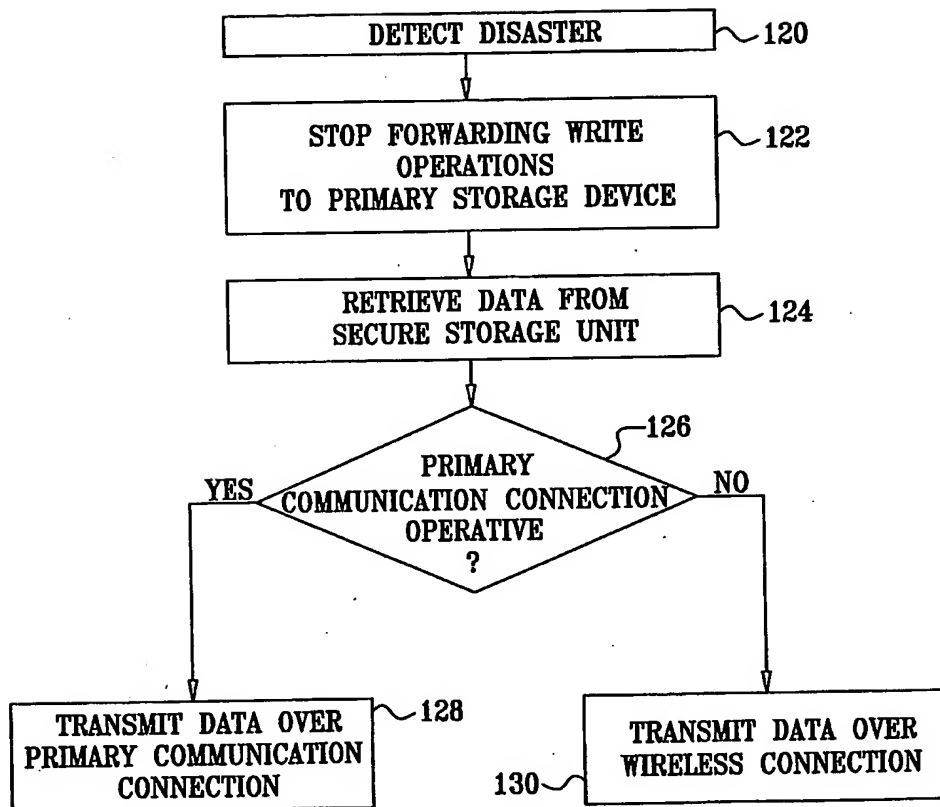 DETECT DISASTER
120
STOP FORWARDING WRITE
OPERATIONS
TO PRIMARY STORAGE DEVICE
122
RETRIEVE DATA FROM
SECURE STORAGE UNIT
124
126
PRIMARY
COMMUNICATION CONNECTION
OPERATIVE
?
YES
NO
TRANSMIT DATA OVER
PRIMARY COMMUNICATION
CONNECTION
128
TRANSMIT DATA OVER
WIRELESS CONNECTION
130